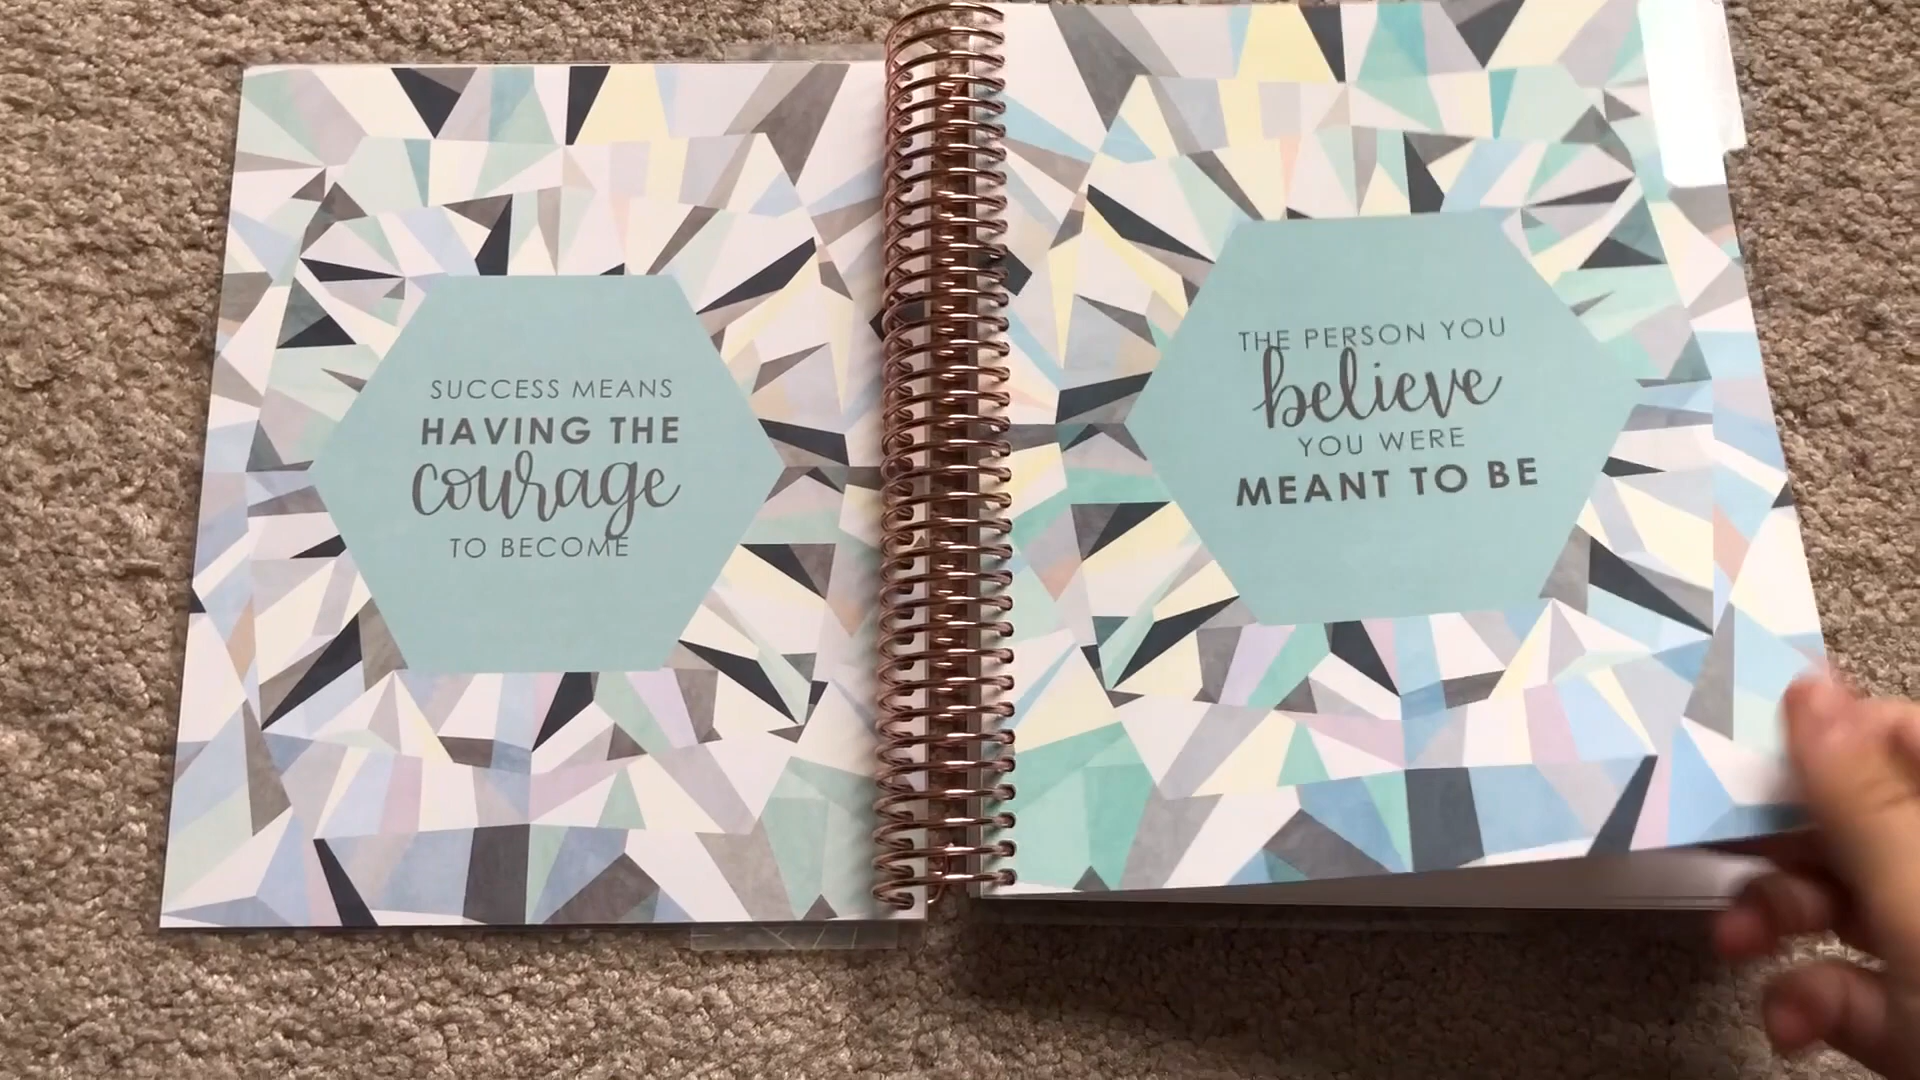 SUCCESS MEANS
HAVING THE
courage
TO BECOME
THE PERSON YOU
believe
YOU WERE
MEANT TO BE